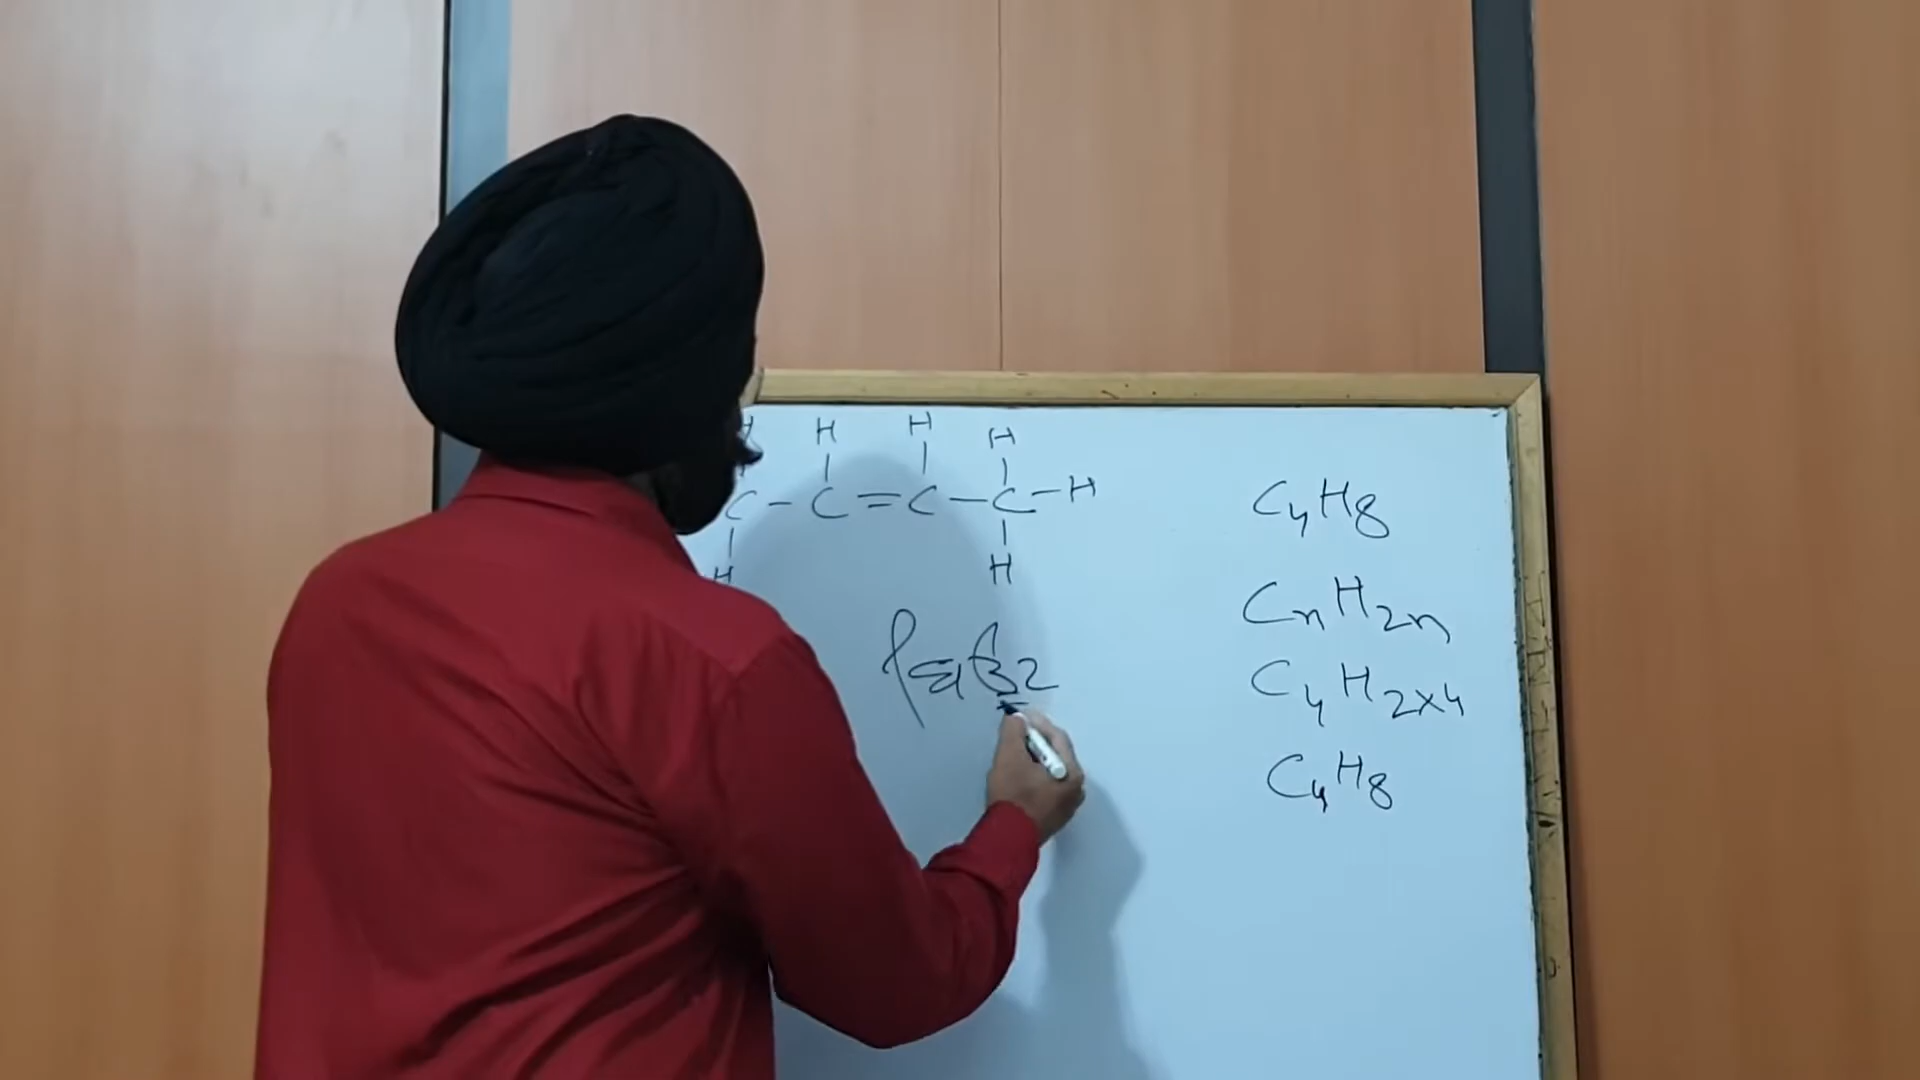 H H H H
C - C = C - C - H
H H
C₄H₈
CₙH₂ₙ
C₄H₂ₓ₄
C₄H₈